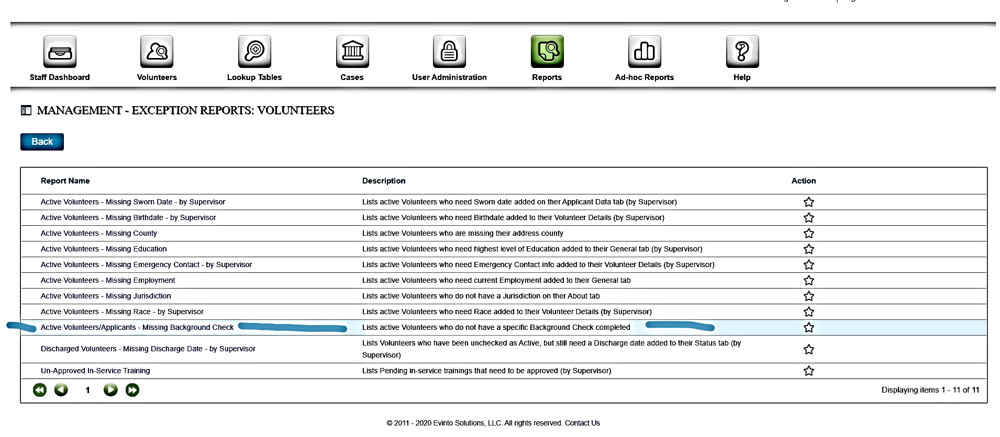 Staff Dashboard Volunteers Lookup Tables Cases User Administration Reports Ad-hoc Reports Help
MANAGEMENT - EXCEPTION REPORTS: VOLUNTEERS
Back
Report Name Description Action
Active Volunteers - Missing Sworn Date - by Supervisor Lists active Volunteers who need Sworn date added on ther Applicant Data tab (by Supervisor)
Active Volunteers - Missing Birthdate - by Supervisor Lists active Volunteers who need Birthdate added to their Volunteer Details (by Supervisor)
Active Volunteers - Missing County Lists active Volunteers who are missing their address county
Active Volunteers - Missing Education Lists active Volunteers who need highest level of Education added to their General tab (by Supervisor)
Active Volunteers - Missing Emergency Contact - by Supervisor Lists active Volunteers who need Emergency Contact info added to their Volunteer Details (by Supervisor)
Active Volunteers - Missing Employment Lists active Volunteers who need current Employment added to their General tab
Active Volunteers - Missing Jurisdiction Lists active Volunteers who do not have a Jurisdiction on ther About tab
Active Volunteers - Missing Race - by Supervisor Lists active Volunteers who need Race added to their Volunteer Details (by Supervisor)
Active Volunteers/Applicants - Missing Background Check Lists active Volunteers who do not have a specific Background Check completed
Discharged Volunteers - Missing Discharge Date - by Supervisor Lists Volunteers who have been unchecked as Active, but still need a Discharge date added to their Status tab (by
Supervisor)
Un-Approved In-Service Training Lists Pending in-service trainings that need to be approved (by Supervisor)
1 Displaying items 1 - 11 of 11
© 2011 - 2020 Evinto Solutions, LLC. All rights reserved. Contact Us